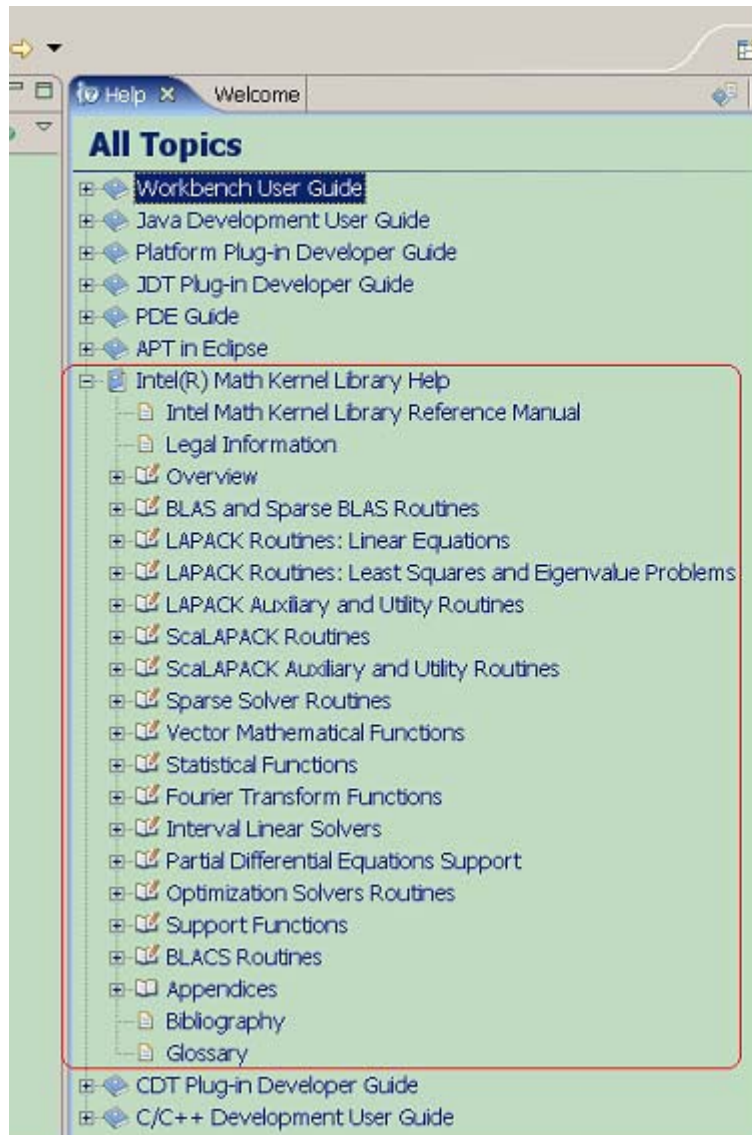 Help Welcome
All Topics
Workbench User Guide
Java Development User Guide
Platform Plug-in Developer Guide
JDT Plug-in Developer Guide
PDE Guide
APT in Eclipse
Intel(R) Math Kernel Library Help
Intel Math Kernel Library Reference Manual
Legal Information
Overview
BLAS and Sparse BLAS Routines
LAPACK Routines: Linear Equations
LAPACK Routines: Least Squares and Eigenvalue Problems
LAPACK Auxiliary and Utility Routines
ScaLAPACK Routines
ScaLAPACK Auxiliary and Utility Routines
Sparse Solver Routines
Vector Mathematical Functions
Statistical Functions
Fourier Transform Functions
Interval Linear Solvers
Partial Differential Equations Support
Optimization Solvers Routines
Support Functions
BLACS Routines
Appendices
Bibliography
Glossary
CDT Plug-in Developer Guide
C/C++ Development User Guide